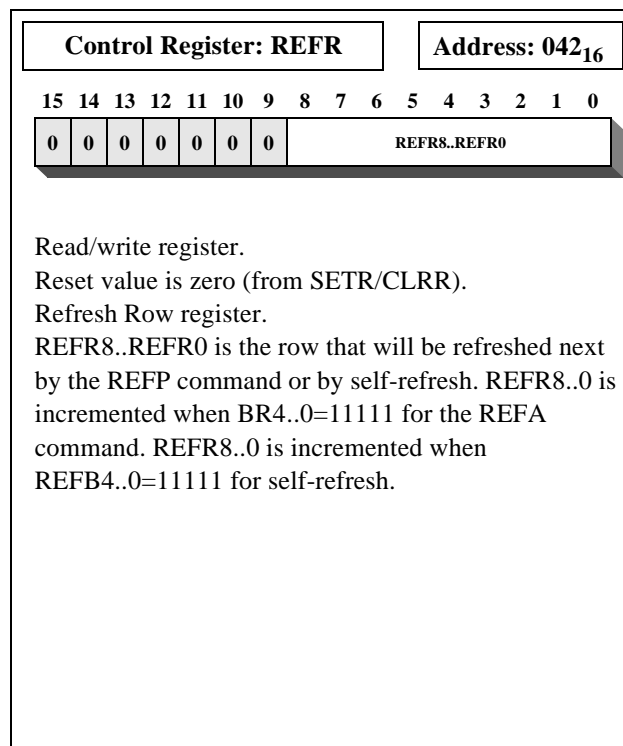 Control Register: REFR
Address: 042₁₆
15 14 13 12 11 10 9 8 7 6 5 4 3 2 1 0
0 0 0 0 0 0 0 REFR8..REFR0
Read/write register.
Reset value is zero (from SETR/CLRR).
Refresh Row register.
REFR8..REFR0 is the row that will be refreshed next
by the REFP command or by self-refresh. REFR8..0 is
incremented when BR4..0=11111 for the REFA
command. REFR8..0 is incremented when
REFB4..0=11111 for self-refresh.